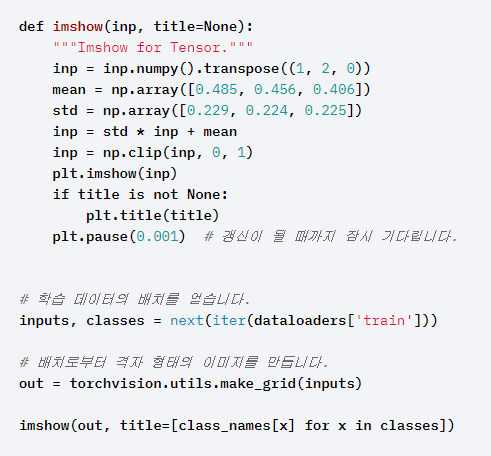 def imshow(inp, title=None):
    """Imshow for Tensor."""
    inp = inp.numpy().transpose((1, 2, 0))
    mean = np.array([0.485, 0.456, 0.406])
    std = np.array([0.229, 0.224, 0.225])
    inp = std * inp + mean
    inp = np.clip(inp, 0, 1)
    plt.imshow(inp)
    if title is not None:
        plt.title(title)
    plt.pause(0.001)  # 갱신이 될 때까지 잠시 기다립니다.
# 학습 데이터의 배치를 얻습니다.
inputs, classes = next(iter(dataloaders['train']))
# 배치로부터 격자 형태의 이미지를 만듭니다.
out = torchvision.utils.make_grid(inputs)
imshow(out, title=[class_names[x] for x in classes])